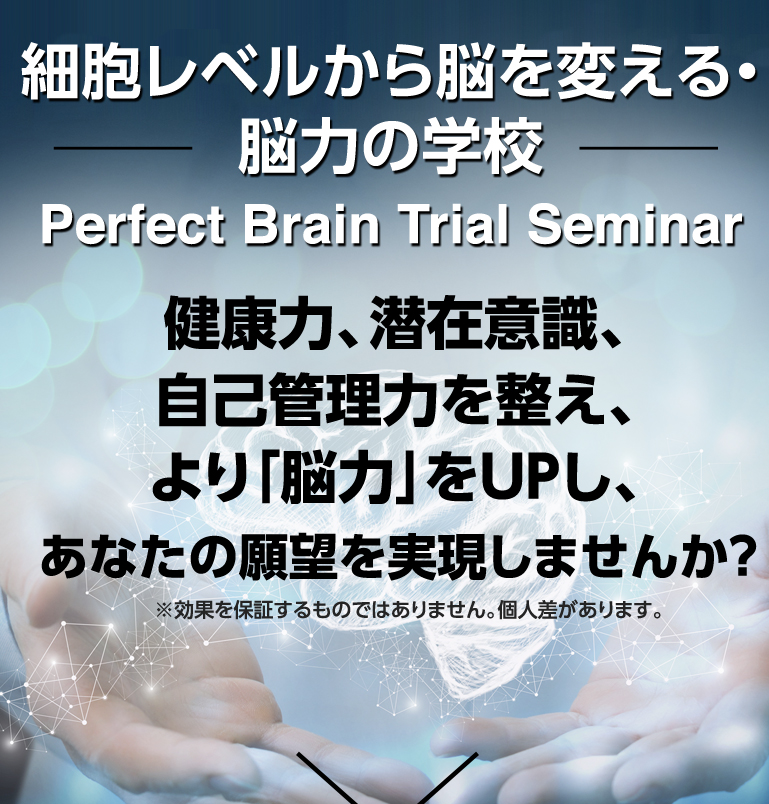 細胞レベルから脳を変える・
脳力の学校
Perfect Brain Trial Seminar
健康力、潜在意識、
自己管理力を整え、
より「脳力」をUPし、
あなたの願望を実現しませんか?
※効果を保証するものではありません。個人差があります。